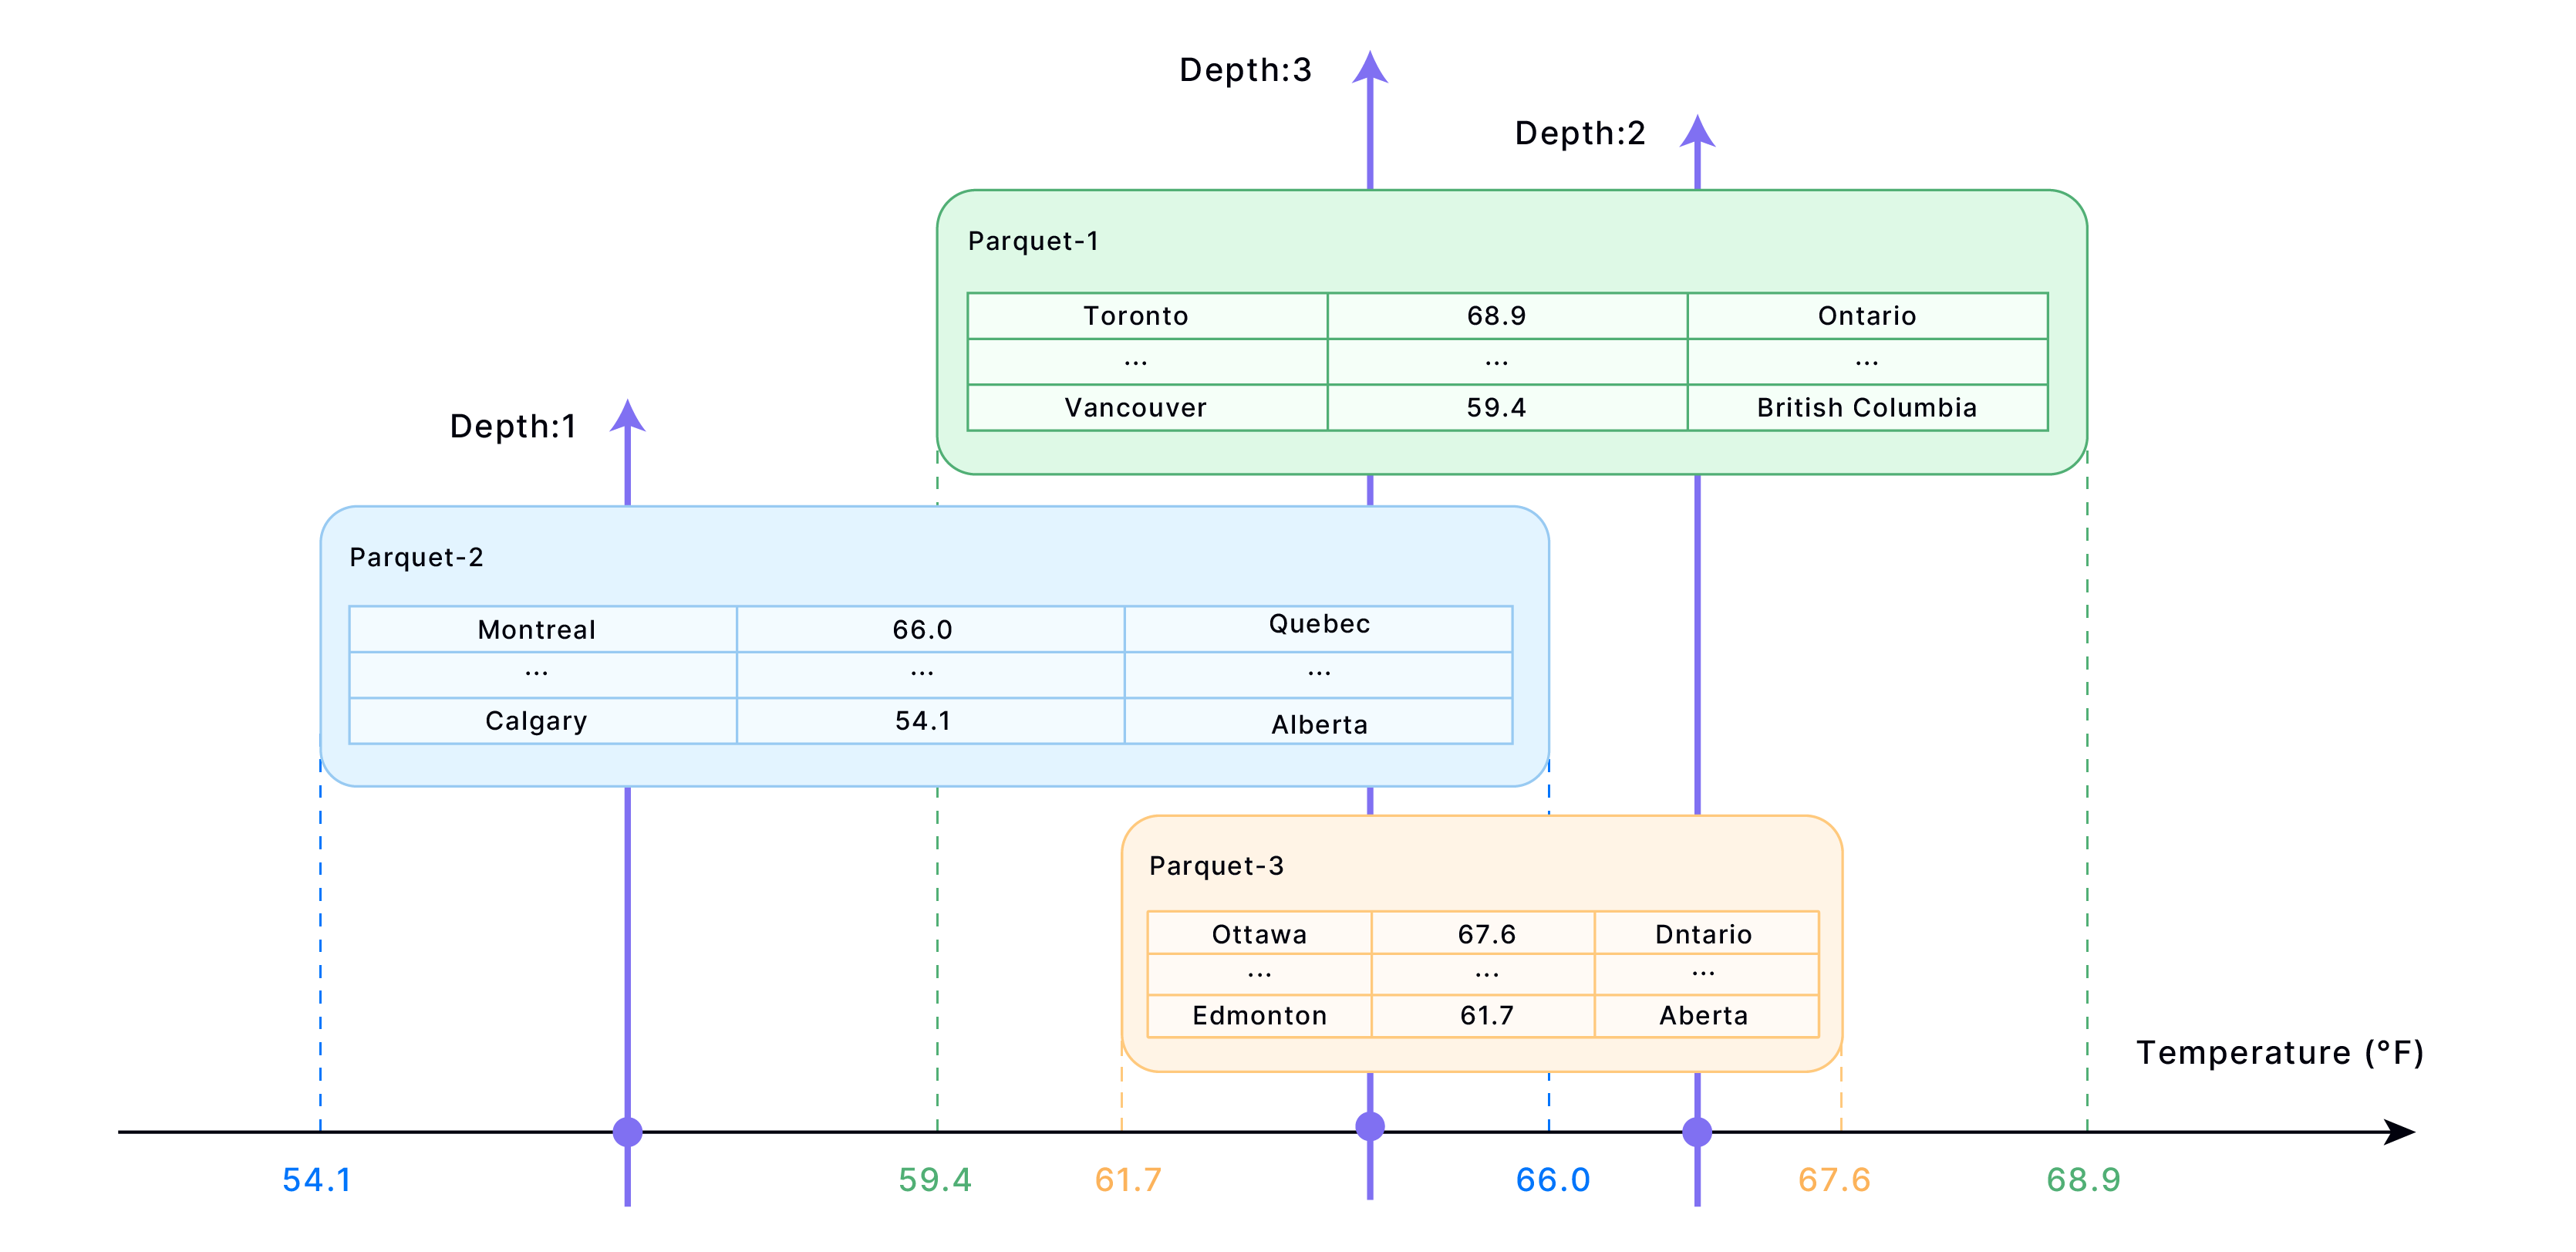 Depth:3
Depth:2
Parquet-1
Toronto 68.9 Ontario
... ... ...
Vancouver 59.4 British Columbia
Depth:1
Parquet-2
Montreal 66.0 Quebec
... ... ...
Calgary 54.1 Alberta
Parquet-3
Ottawa 67.6 Dntario
... ... ...
Edmonton 61.7 Aberta
Temperature (°F)
54.1 59.4 61.7 66.0 67.6 68.9